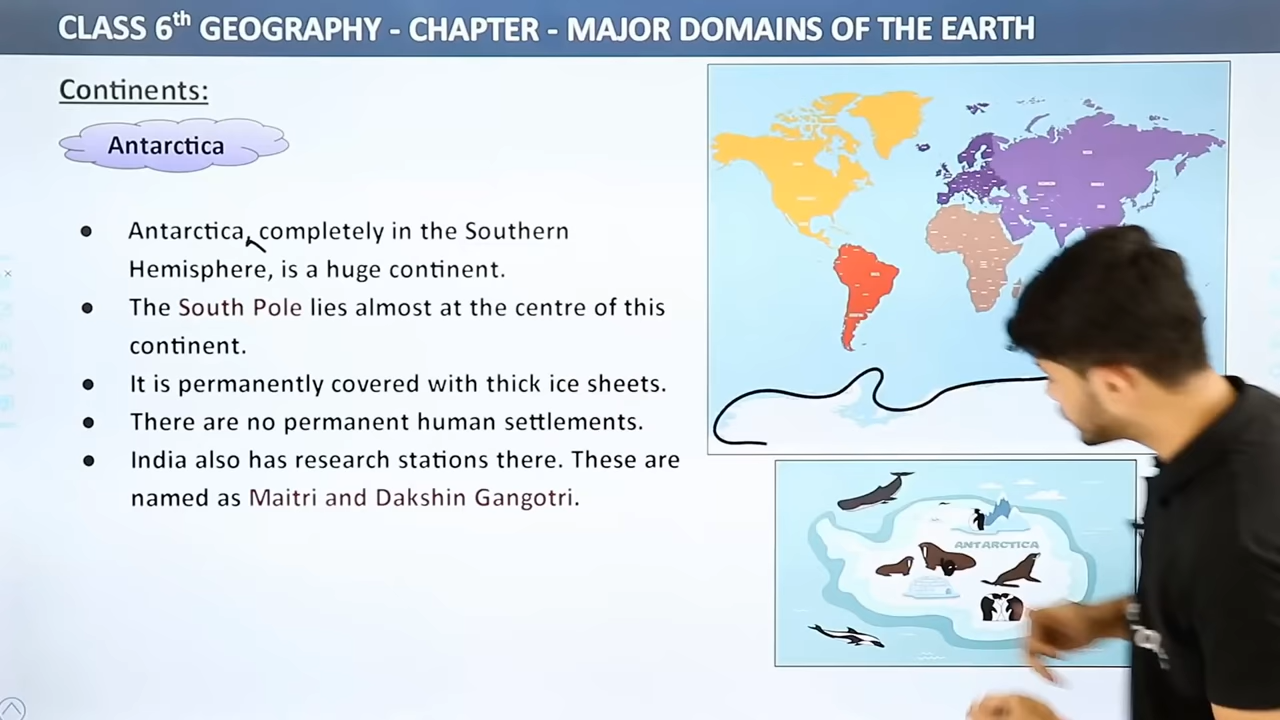 CLASS 6th GEOGRAPHY - CHAPTER - MAJOR DOMAINS OF THE EARTH
Continents:
Antarctica
● Antarctica, completely in the Southern
Hemisphere, is a huge continent.
● The South Pole lies almost at the centre of this
continent.
● It is permanently covered with thick ice sheets.
● There are no permanent human settlements.
● India also has research stations there. These are
named as Maitri and Dakshin Gangotri.
ANTARCTICA